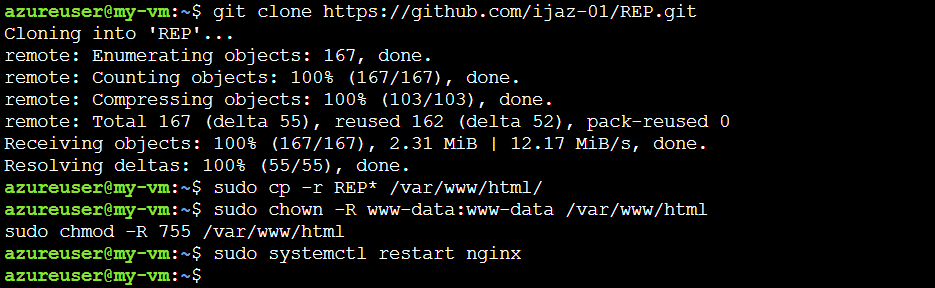 azureuser@my-vm:~$ git clone https://github.com/ijaz-01/REP.git
Cloning into 'REP'...
remote: Enumerating objects: 167, done.
remote: Counting objects: 100% (167/167), done.
remote: Compressing objects: 100% (103/103), done.
remote: Total 167 (delta 55), reused 162 (delta 52), pack-reused 0
Receiving objects: 100% (167/167), 2.31 MiB | 12.17 MiB/s, done.
Resolving deltas: 100% (55/55), done.
azureuser@my-vm:~$ sudo cp -r REP* /var/www/html/
azureuser@my-vm:~$ sudo chown -R www-data:www-data /var/www/html
sudo chmod -R 755 /var/www/html
azureuser@my-vm:~$ sudo systemctl restart nginx
azureuser@my-vm:~$